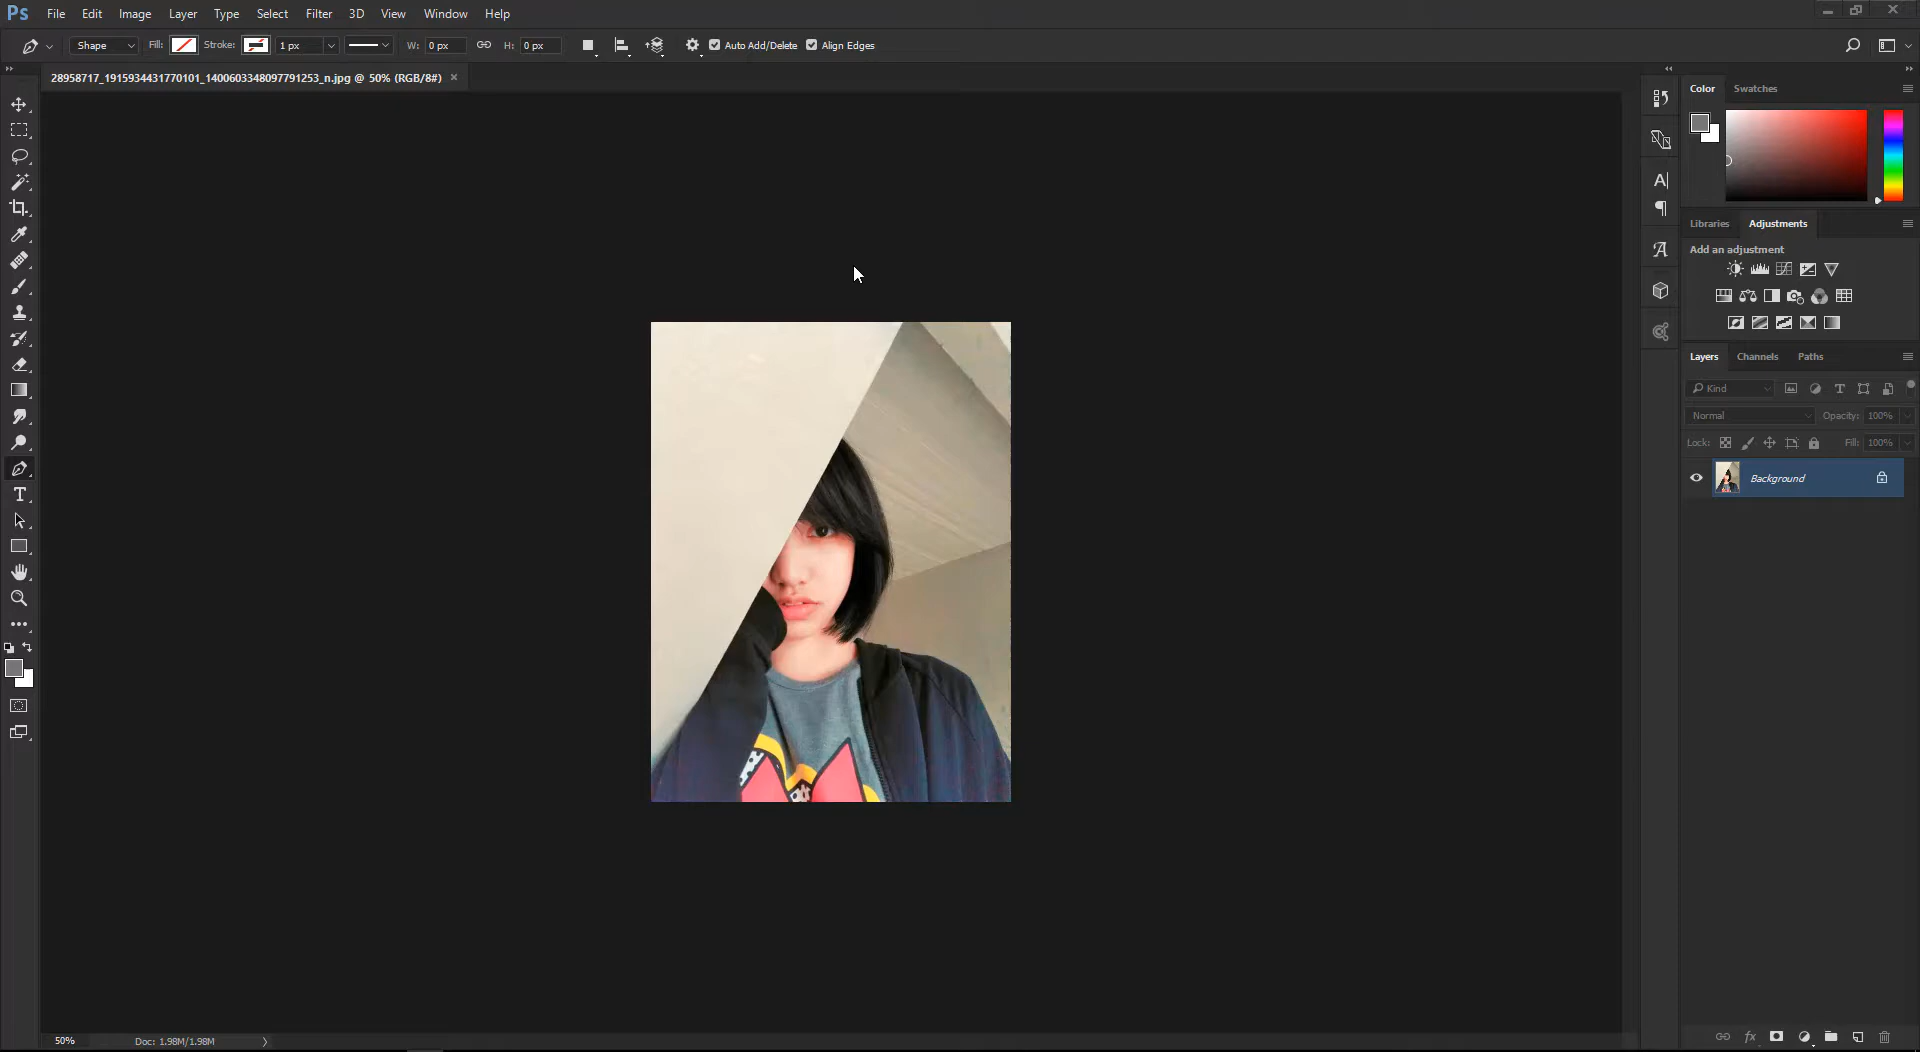 Ps File Edit Image Layer Type Select Filter 3D View Window Help
Shape Fill: Stroke: 1 px W: 0 px H: 0 px Auto Add/Delete Align Edges
28958717_1915934431770101_1400603348097791253_n.jpg @ 50% (RGB/8#) ×
Color Swatches
Libraries Adjustments
Add an adjustment
Layers Channels Paths
Kind
Normal Opacity: 100%
Lock: Fill: 100%
Background
50% Doc: 1.98M/1.98M